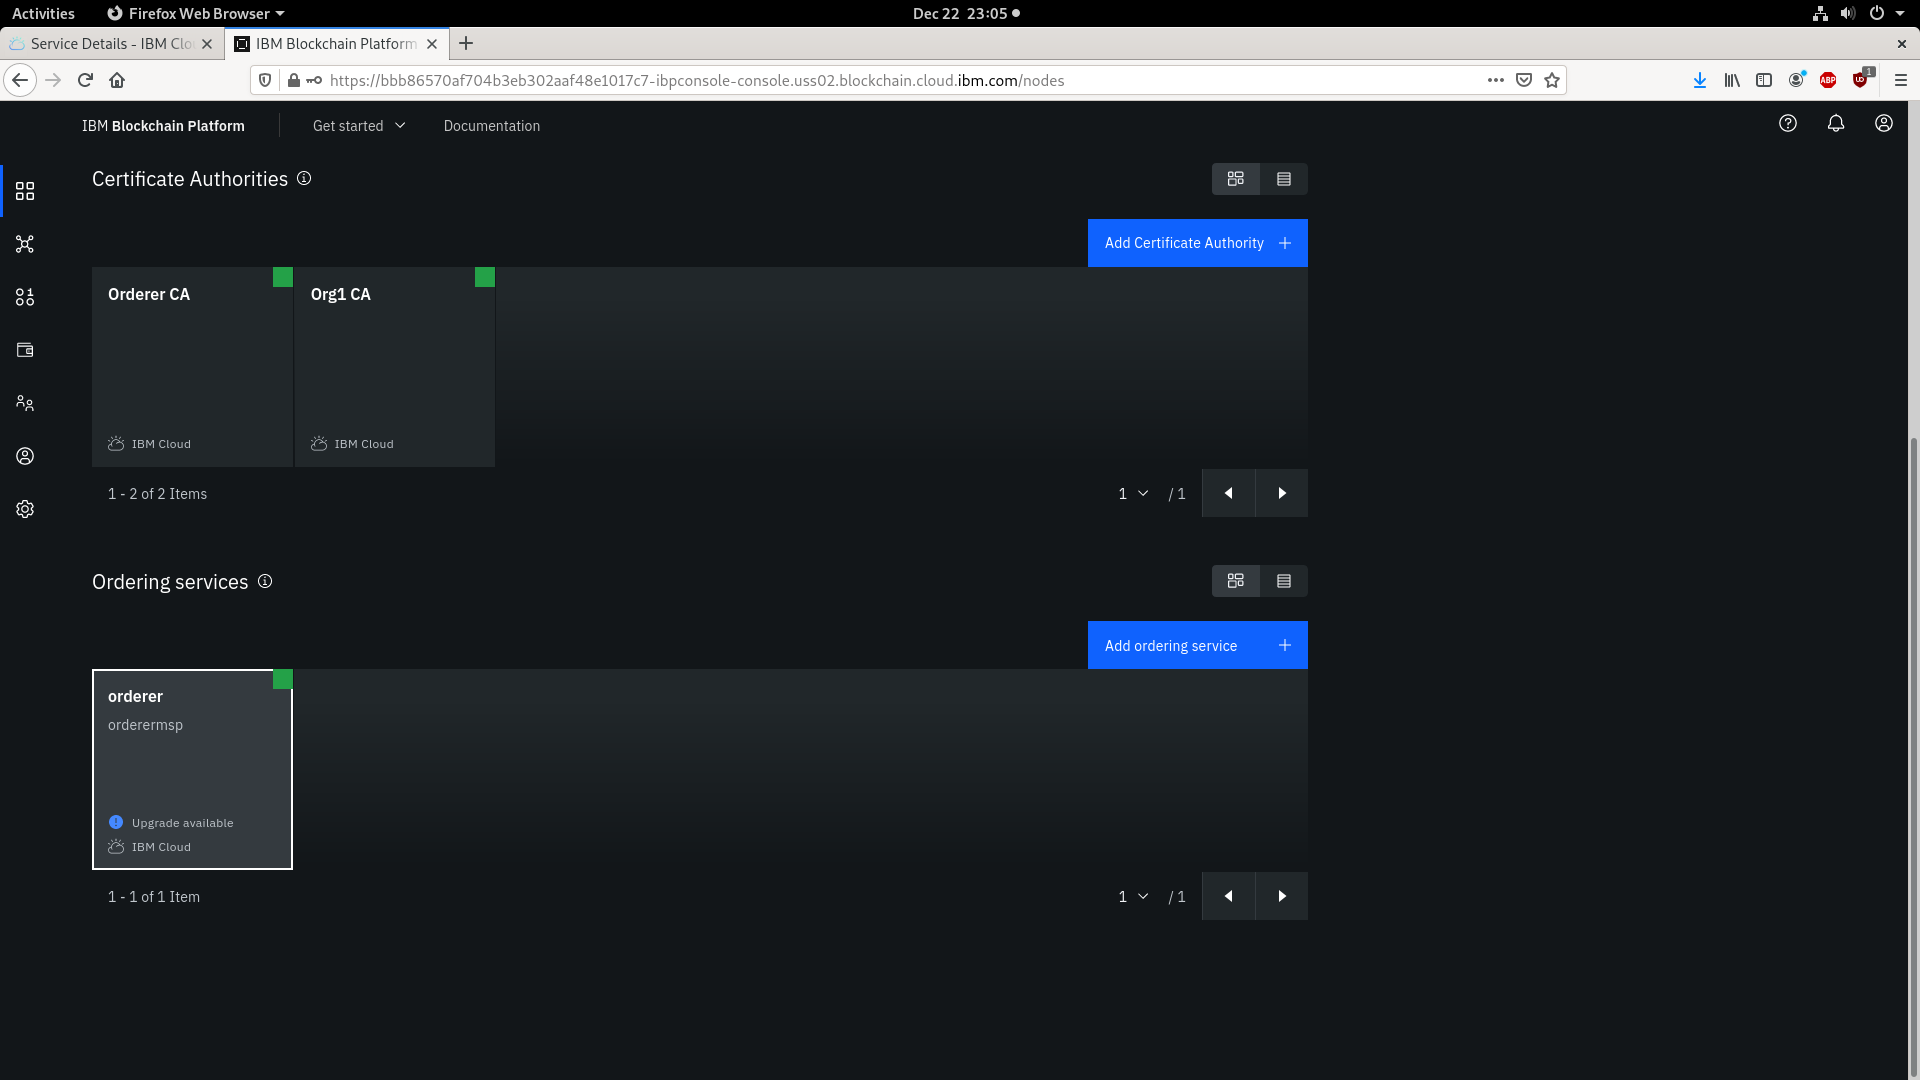 Activities
Firefox Web Browser
Dec 22 23:05
Service Details - IBM Clo
IBM Blockchain Platform
https://bbb86570af704b3eb302aaf48e1017c7-ibpconsole-console.uss02.blockchain.cloud.ibm.com/nodes
ABP
1
IBM Blockchain Platform
Get started
Documentation
Certificate Authorities
Add Certificate Authority
Orderer CA
Org1 CA
IBM Cloud
IBM Cloud
1 - 2 of 2 Items
1
/ 1
Ordering services
Add ordering service
orderer
orderermsp
Upgrade available
IBM Cloud
1 - 1 of 1 Item
1
/ 1